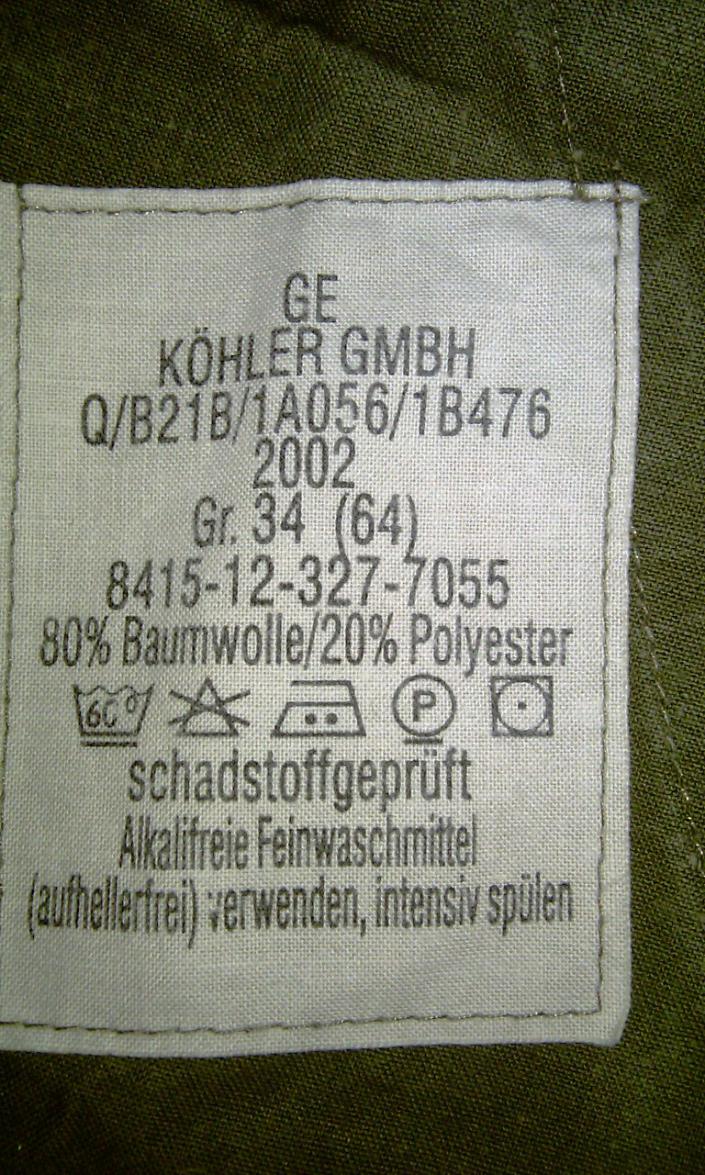 GE
KÖHLER GMBH
Q/B21B/1A056/1B476
2002
Gr. 34 (64)
8415-12-327-7055
80% Baumwolle/20% Polyester
60° P
schadstoffgeprüft
Alkalifreie Feinwaschmittel
(aufhellerfrei) verwenden, intensiv spülen